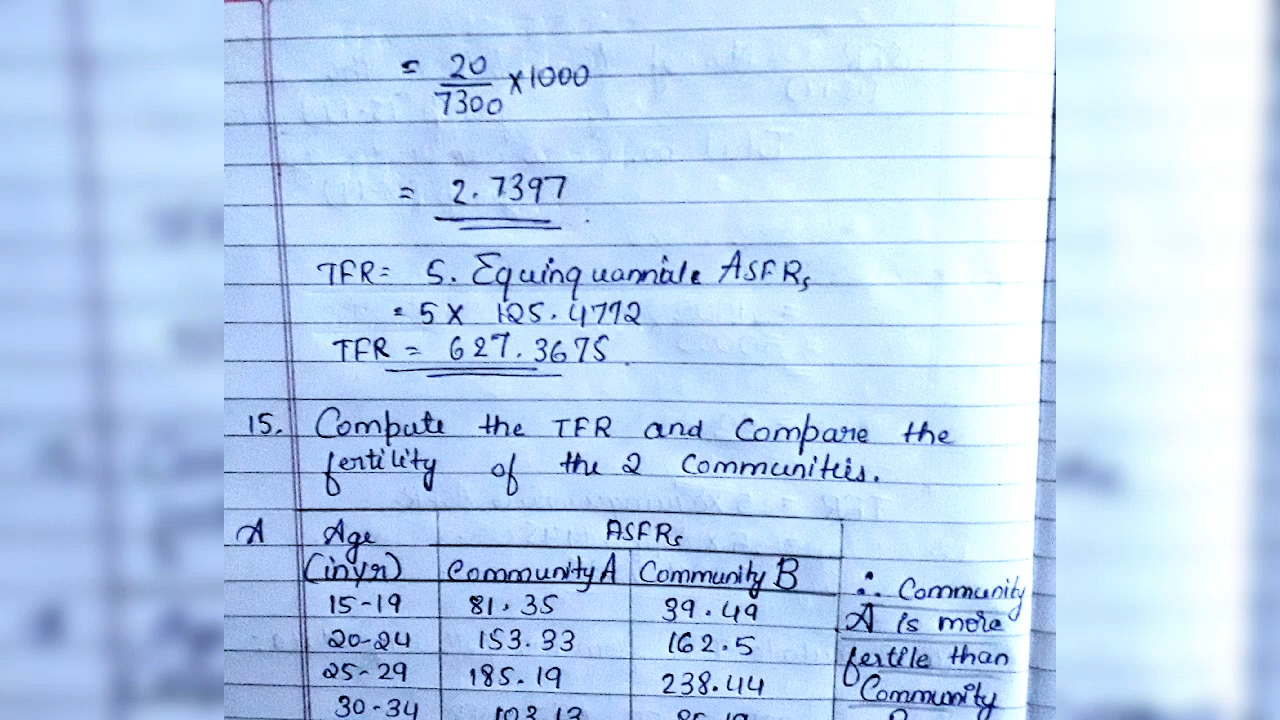 = 20/7300 ×1000
= 2.7397
TFR= 5. Equinquanniale ASFRs
= 5 × 125.4772
TFR = 627.3675
15. Compute the TFR and Compare the
fertility of the 2 Communities.
A Age ASFRs
(in yr) Community A Community B
15-19 81.35 39.49
20-24 153.33 162.5
25-29 185.19 238.44
30-34
∴ Community
A is more
fertile than
Community